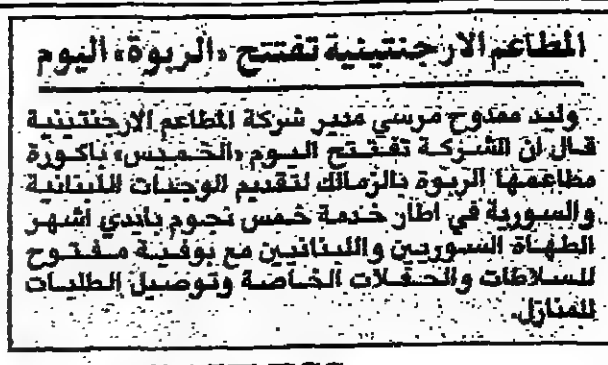 المطاعم الارجنتينية تفتتح «الربوة» اليوم
وليد ممدوح مرسي مدير شركة المطاعم الارجنتينية
قال ان الشركة تفتتح اليوم «الخميس» باكورة
مطاعمها الربوة بالزمالك لتقديم الوجبات اللبنانية
والسورية في اطار خدمة خمس نجوم بايدي اشهر
الطهاة السوريين واللبنانيين مع بوفية مفتوح
للسلاطات والحفلات الخاصة وتوصيل الطلبات
للمنازل.